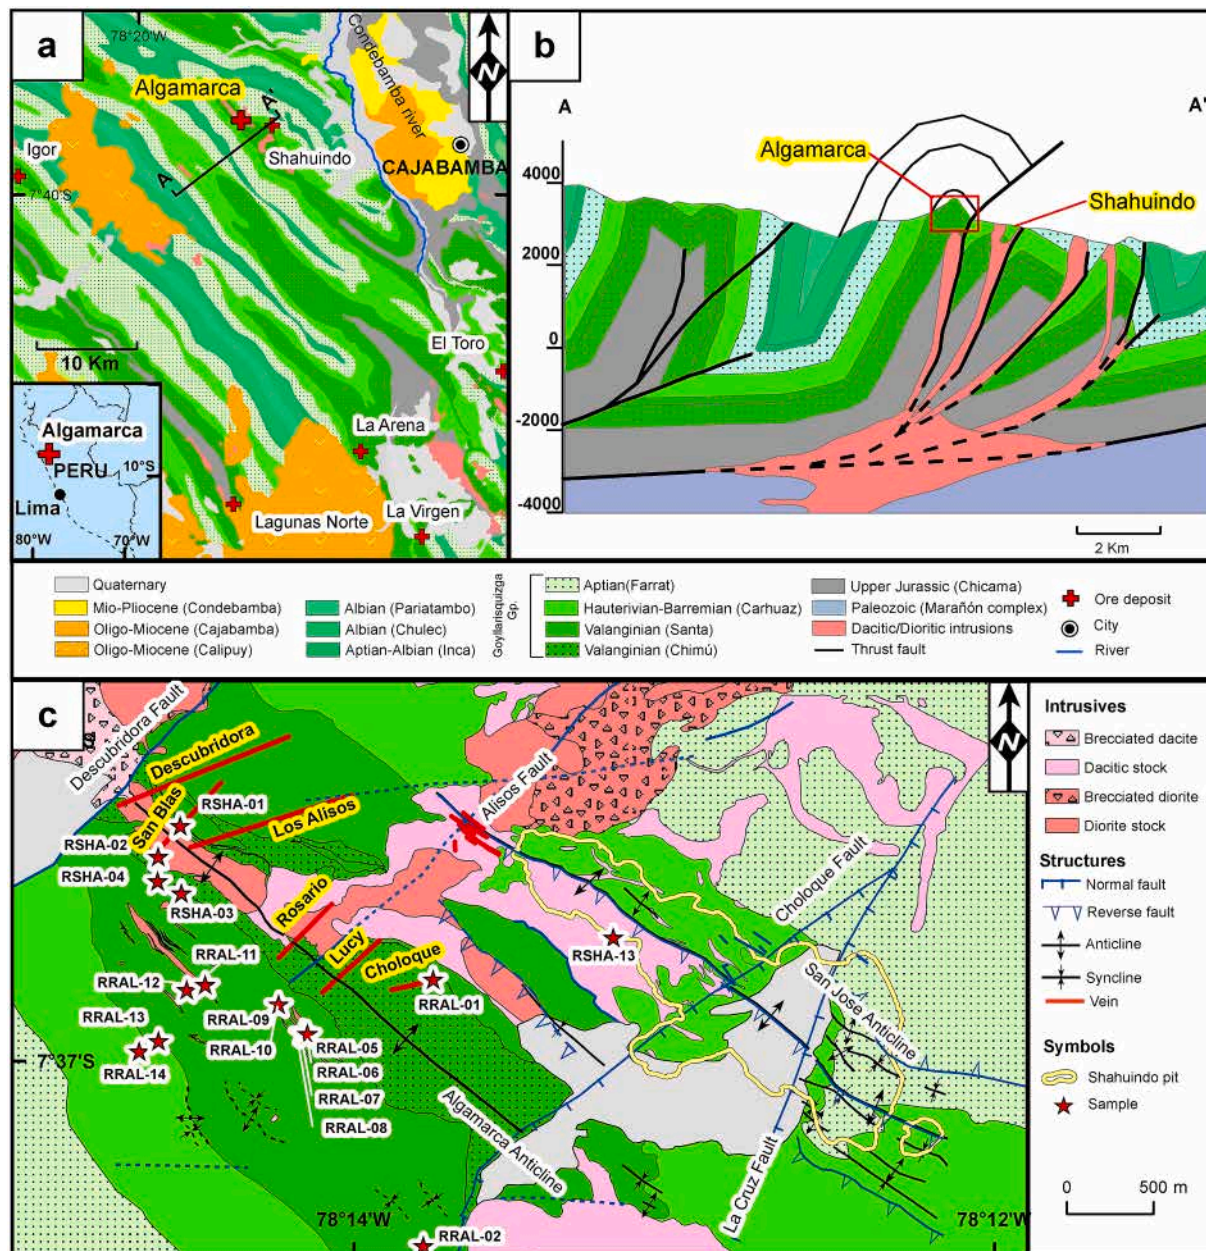 a
78°20'W
Condebamba river
N
Algamarca
A'
Shahuindo
CAJABAMBA
Igor
7°40'S
A
10 Km
El Toro
La Arena
Lagunas Norte
La Virgen
Algamarca
PERU
10°S
Lima
80°W
70°W
b
A
A'
Algamarca
Shahuindo
4000
2000
0
-2000
-4000
2 Km
Quaternary
Mio-Pliocene (Condebamba)
Oligo-Miocene (Cajabamba)
Oligo-Miocene (Calipuy)
Albian (Pariatambo)
Albian (Chulec)
Aptian-Albian (Inca)
Goyllarisquizga Gp.
Aptian(Farrat)
Hauterivian-Barremian (Carhuaz)
Valanginian (Santa)
Valanginian (Chimú)
Upper Jurassic (Chicama)
Paleozoic (Marañón complex)
Dacitic/Dioritic intrusions
Thrust fault
Ore deposit
City
River
c
N
Descubridora Fault
Descubridora
San Blas
RSHA-01
Los Alisos
Alisos Fault
RSHA-02
RSHA-04
RSHA-03
Rosario
Lucy
Choloque
Choloque Fault
RSHA-13
San Jose Anticline
RRAL-11
RRAL-12
RRAL-01
RRAL-09
RRAL-10
RRAL-13
RRAL-14
RRAL-05
RRAL-06
RRAL-07
RRAL-08
7°37'S
Algamarca Anticline
La Cruz Fault
78°14'W
78°12'W
RRAL-02
Intrusives
Brecciated dacite
Dacitic stock
Brecciated diorite
Diorite stock
Structures
Normal fault
Reverse fault
Anticline
Syncline
Vein
Symbols
Shahuindo pit
Sample
0 500 m